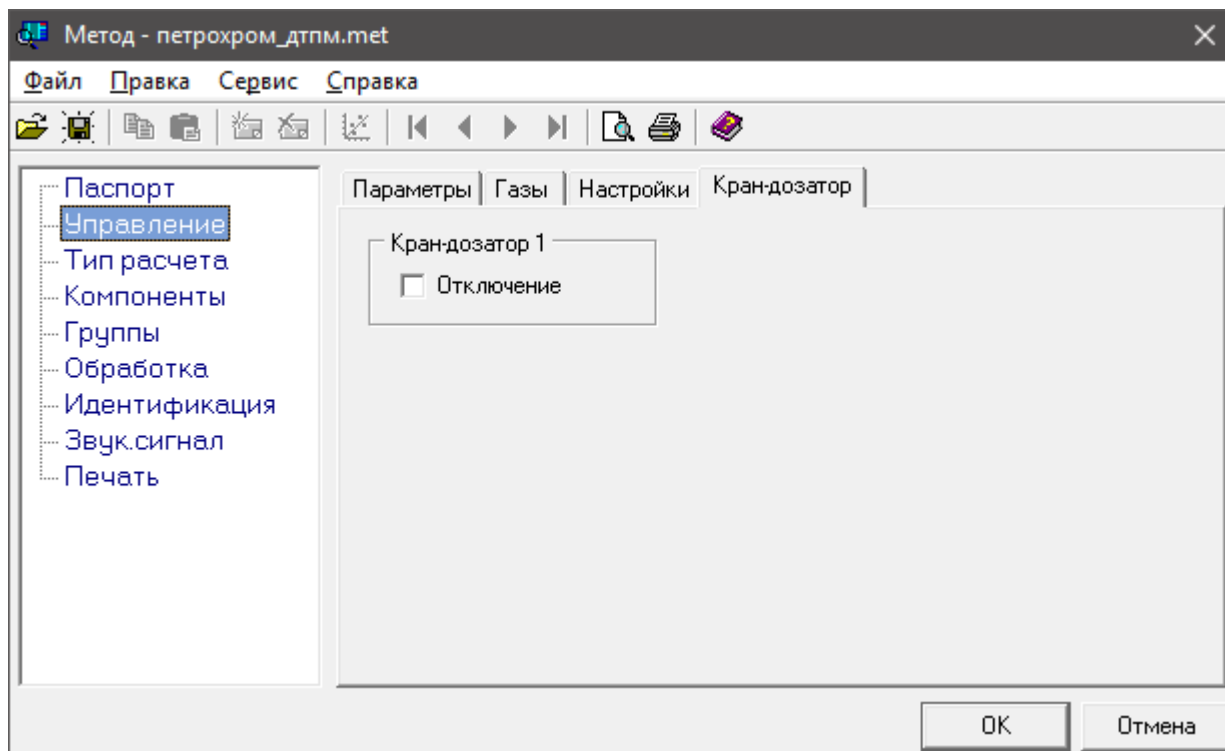 Метод - петрохром_дтпм.met
Файл Правка Сервис Справка
Паспорт
Управление
Тип расчета
Компоненты
Группы
Обработка
Идентификация
Звук.сигнал
Печать
Параметры Газы Настройки Кран-дозатор
Кран-дозатор 1
Отключение
OK Отмена